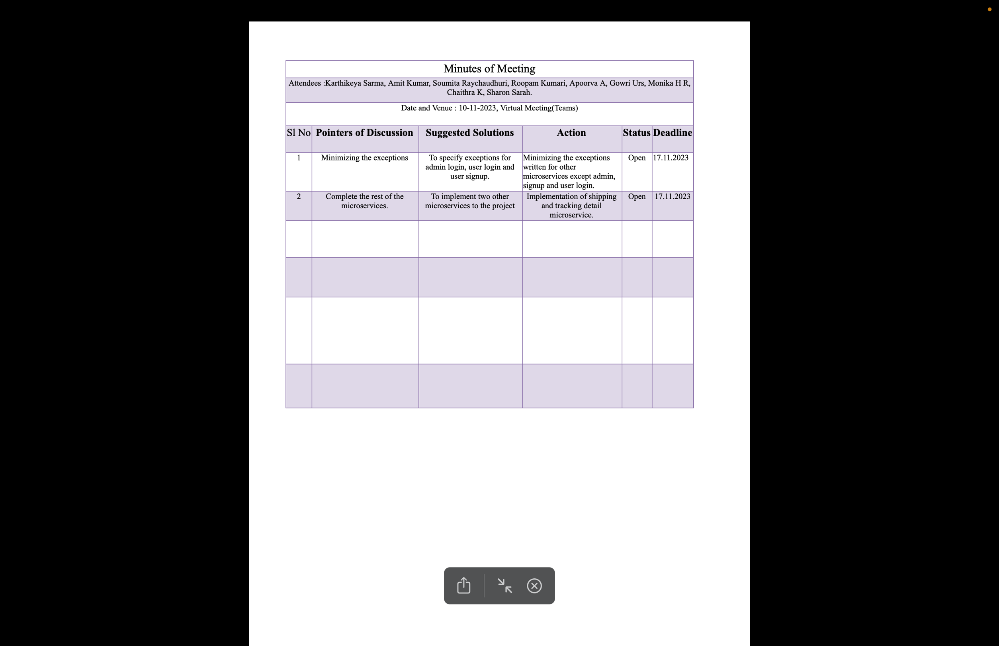 Minutes of Meeting
Attendees :Karthikeya Sarma, Amit Kumar, Soumita Raychaudhuri, Roopam Kumari, Apoorva A, Gowri Urs, Monika H R,
Chaithra K, Sharon Sarah.
Date and Venue : 10-11-2023, Virtual Meeting(Teams)
Sl No Pointers of Discussion Suggested Solutions Action Status Deadline
1 Minimizing the exceptions To specify exceptions for Minimizing the exceptions Open 17.11.2023
admin login, user login and written for other
user signup. microservices except admin,
signup and user login.
2 Complete the rest of the To implement two other Implementation of shipping Open 17.11.2023
microservices. microservices to the project and tracking detail
microservice.